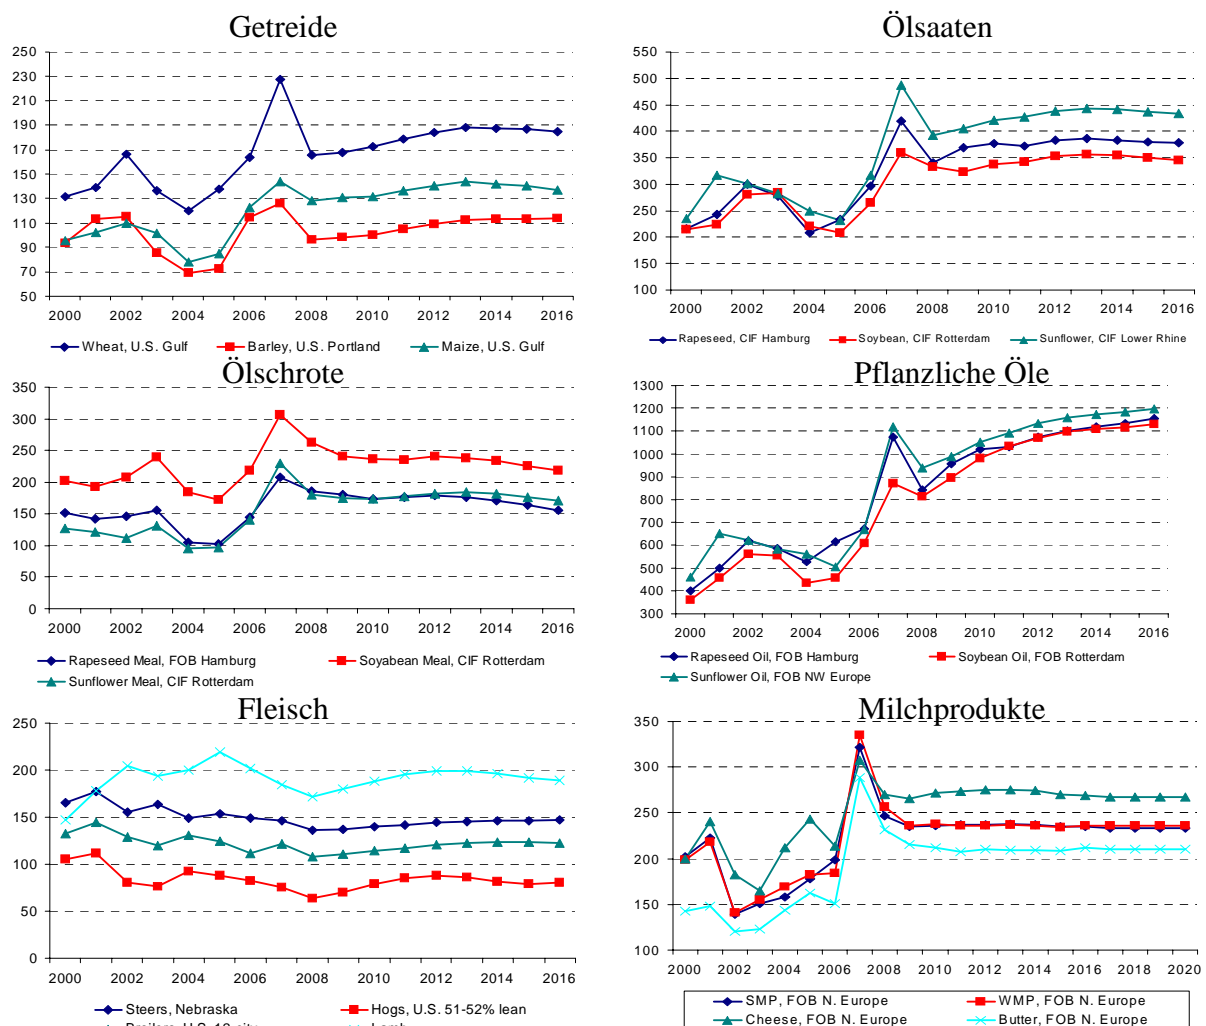 Getreide
250
230
210
190
170
150
130
110
90
70
50
2000 2002 2004 2006 2008 2010 2012 2014 2016
Wheat, U.S. Gulf Barley, U.S. Portland Maize, U.S. Gulf
Ölsaaten
550
500
450
400
350
300
250
200
150
100
2000 2002 2004 2006 2008 2010 2012 2014 2016
Rapeseed, CIF Hamburg Soybean, CIF Rotterdam Sunflower, CIF Lower Rhine
Ölschrote
350
300
250
200
150
100
50
0
2000 2002 2004 2006 2008 2010 2012 2014 2016
Rapeseed Meal, FOB Hamburg Soyabean Meal, CIF Rotterdam
Sunflower Meal, CIF Rotterdam
Pflanzliche Öle
1300
1200
1100
1000
900
800
700
600
500
400
300
2000 2002 2004 2006 2008 2010 2012 2014 2016
Rapeseed Oil, FOB Hamburg Soybean Oil, FOB Rotterdam
Sunflower Oil, FOB NW Europe
Fleisch
250
200
150
100
50
0
2000 2002 2004 2006 2008 2010 2012 2014 2016
Steers, Nebraska Hogs, U.S. 51-52% lean
Milchprodukte
350
300
250
200
150
100
2000 2002 2004 2006 2008 2010 2012 2014 2016 2018 2020
SMP, FOB N. Europe WMP, FOB N. Europe
Cheese, FOB N. Europe Butter, FOB N. Europe